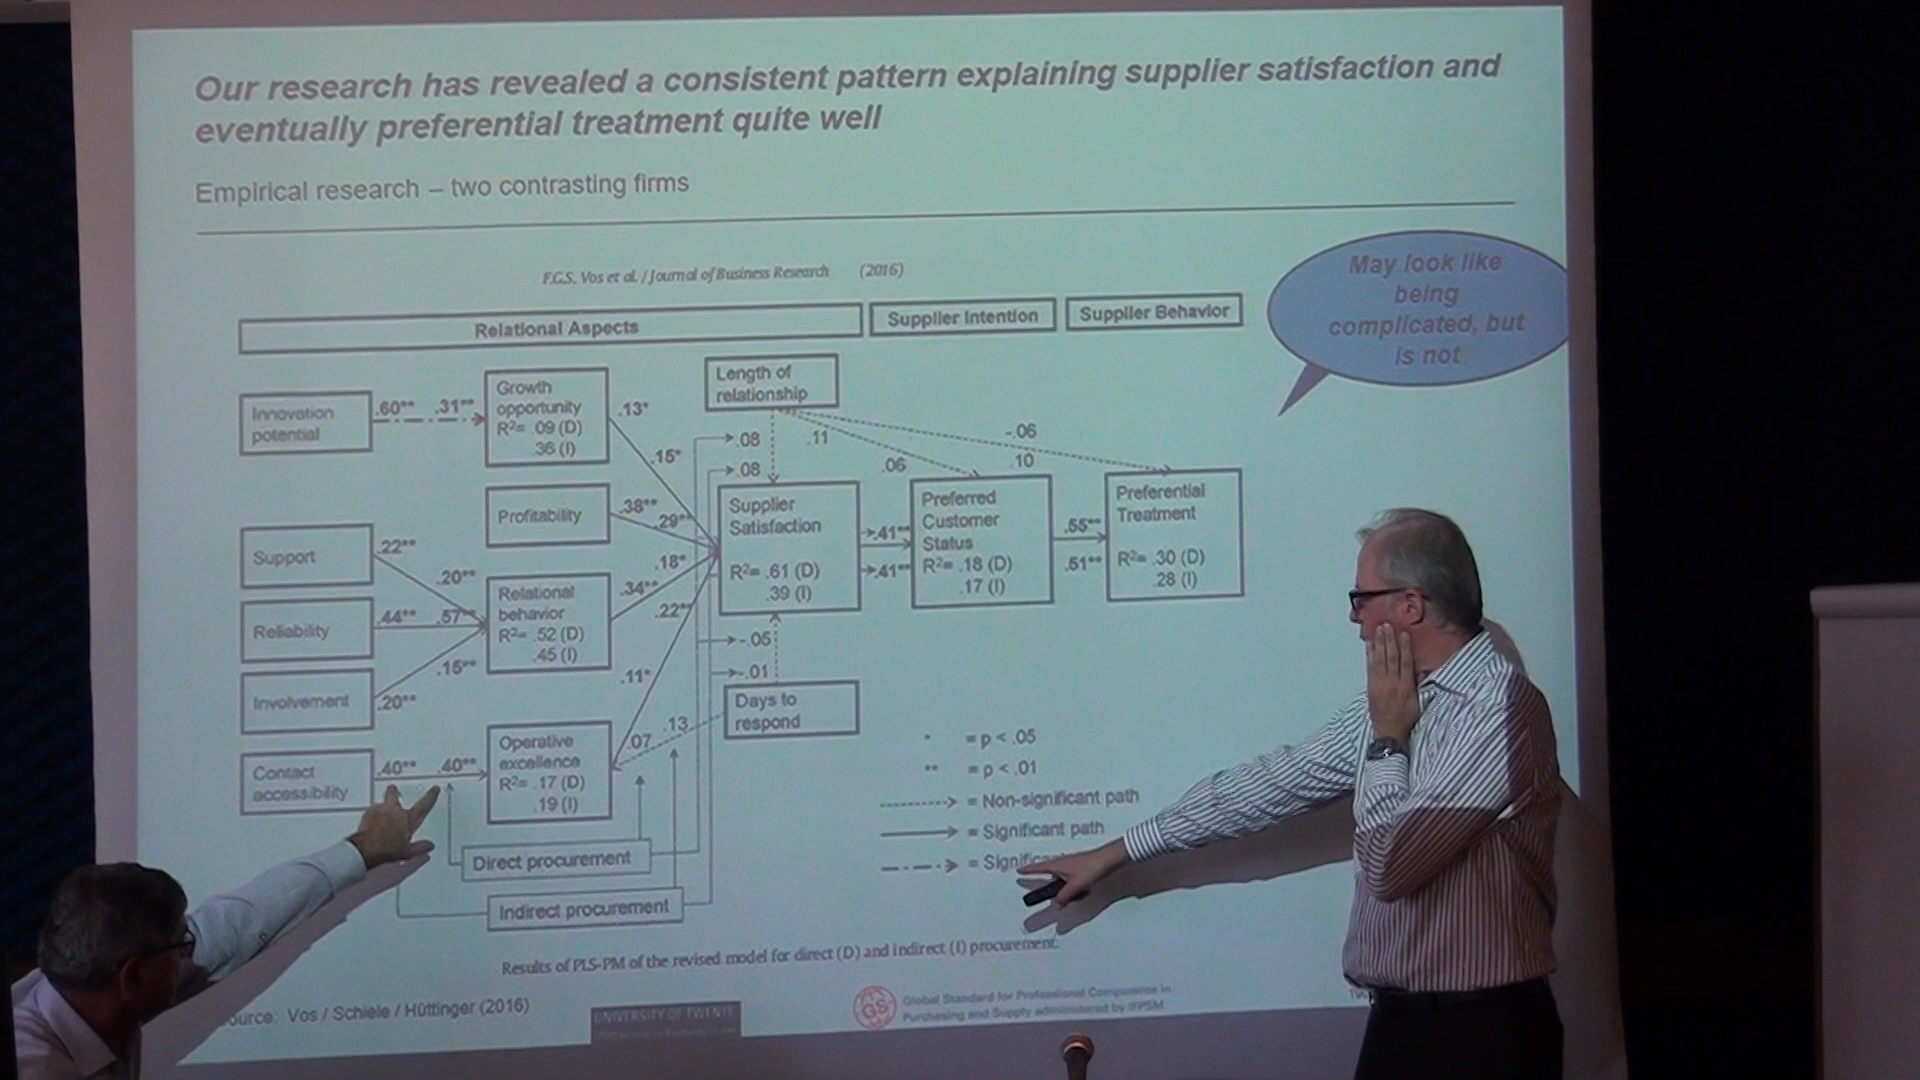 Our research has revealed a consistent pattern explaining supplier satisfaction and
eventually preferential treatment quite well
Empirical research – two contrasting firms
F.G.S. Vos et al. / Journal of Business Research (2016)
Relational Aspects
Supplier Intention
Supplier Behavior
May look like
being
complicated, but
is not
Innovation
potential
.60** .31**
Growth
opportunity
R²= .09 (D)
.36 (I)
.13*
.15*
Length of
relationship
.08
.08
.11
.06
-.06
.10
Profitability
.38**
.29**
Support
.22**
.20**
Reliability
.44** .57**
Involvement
.15**
.20**
Relational
behavior
R²= .52 (D)
.45 (I)
.18*
.34**
.22**
.11*
Supplier
Satisfaction
R²= .61 (D)
.39 (I)
.41**
.41**
Preferred
Customer
Status
R²= .18 (D)
.17 (I)
.55**
.51**
Preferential
Treatment
R²= .30 (D)
.28 (I)
-.05
-.01
Days to
respond
.07 .13
Contact
accessibility
.40** .40**
Operative
excellence
R²= .17 (D)
.19 (I)
Direct procurement
Indirect procurement
* = p < .05
** = p < .01
= Non-significant path
= Significant path
Results of PLS-PM of the revised model for direct (D) and indirect (I) procurement.
Vos / Schiele / Hüttinger (2016)
UNIVERSITY OF TWENTE
GS
Global Standard for Professional Competence in
Purchasing and Supply administered by IFPSM